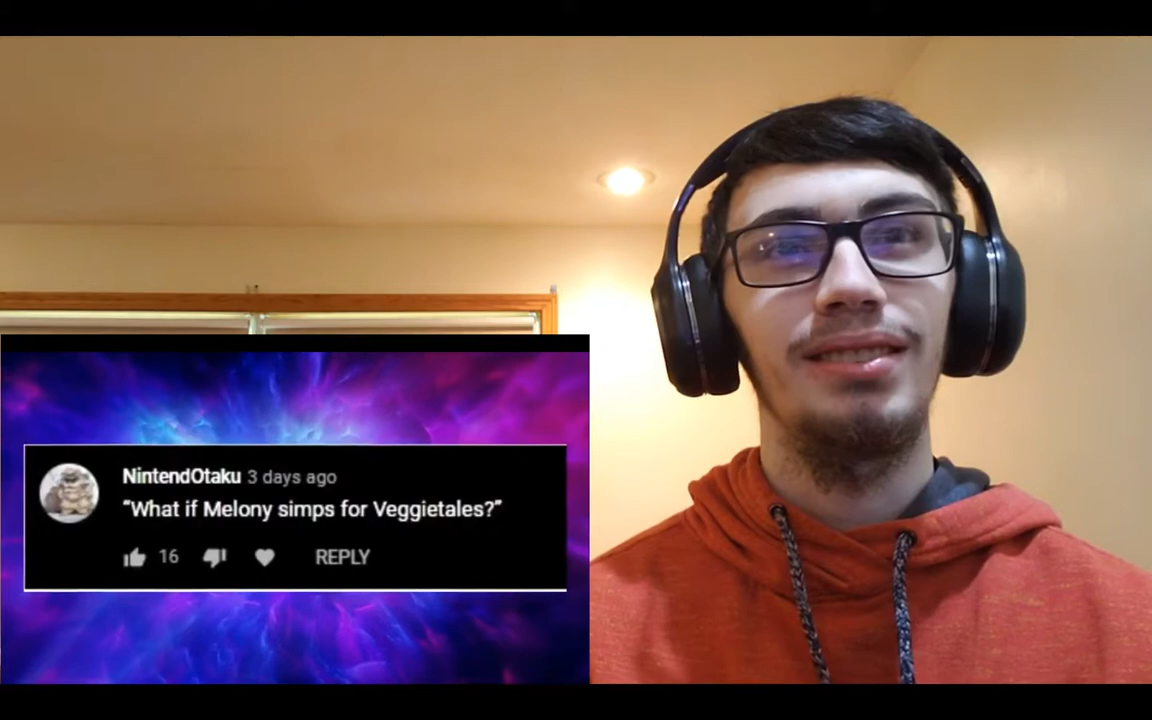 NintendOtaku 3 days ago
“What if Melony simps for Veggietales?”
16 REPLY